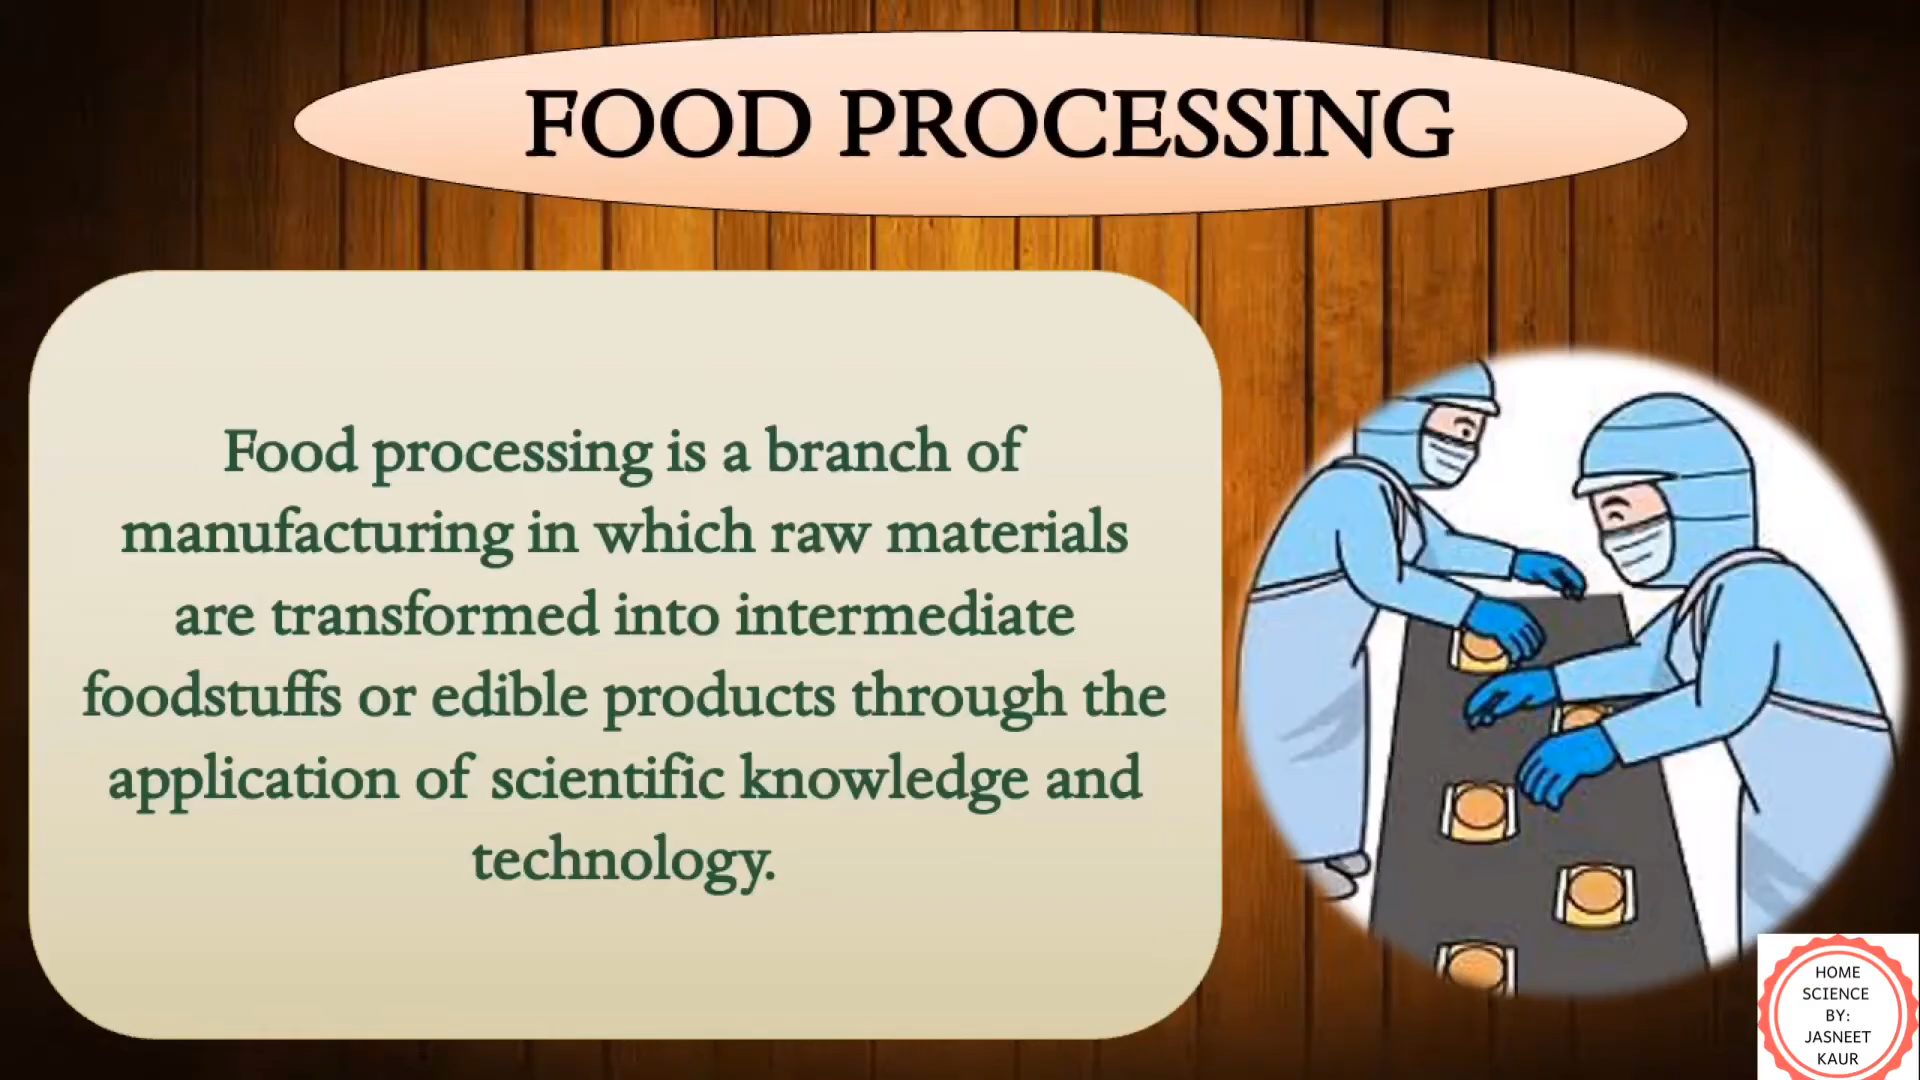 FOOD PROCESSING
Food processing is a branch of
manufacturing in which raw materials
are transformed into intermediate
foodstuffs or edible products through the
application of scientific knowledge and
technology.
HOME
SCIENCE
BY:
JASNEET
KAUR